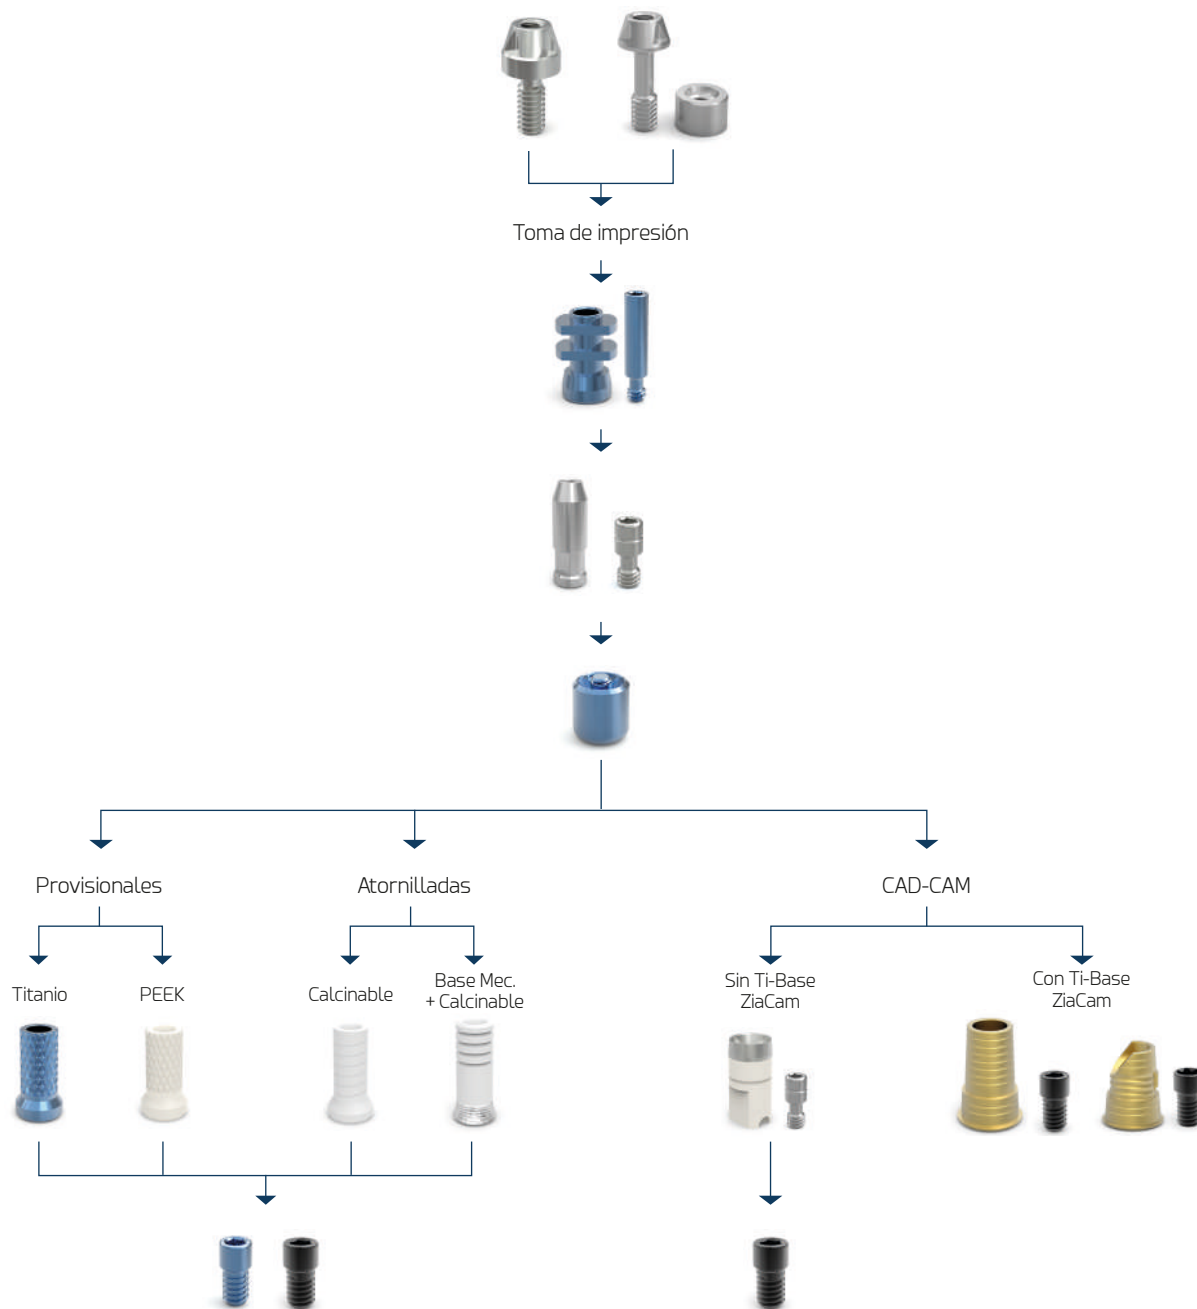 Toma de impresión
Provisionales
Atornilladas
CAD-CAM
Titanio
PEEK
Calcinable
Base Mec.
+ Calcinable
Sin Ti-Base
ZiaCam
Con Ti-Base
ZiaCam